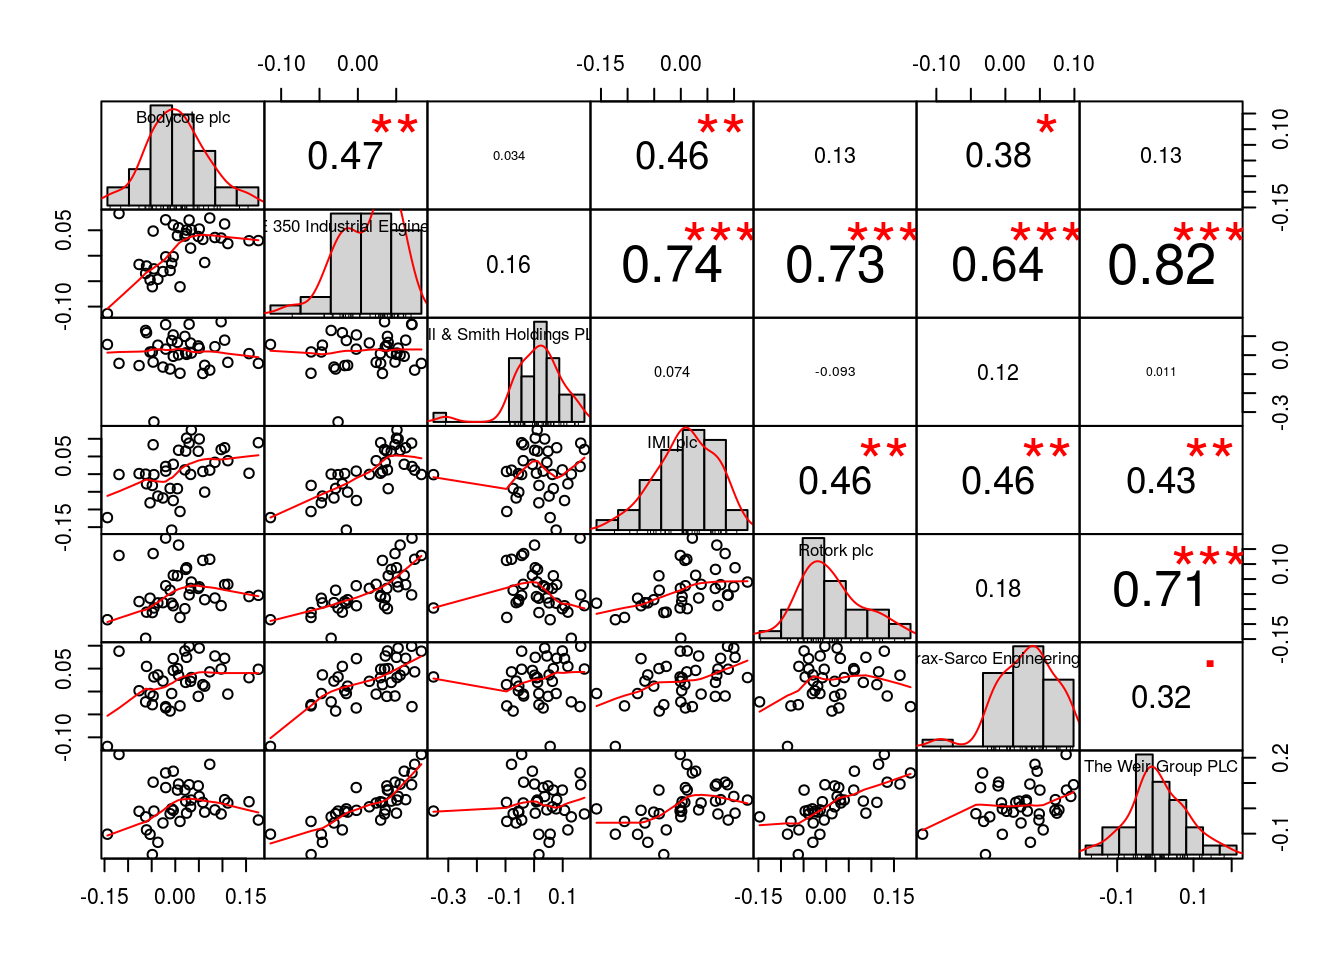 -0.10 0.00 -0.15 0.00 -0.10 0.00 0.10
Bodycote plc 0.47 ** 0.034 0.46 ** 0.13 0.38 * 0.13 -0.15 0.10
-0.10 0.05 350 Industrial Engine 0.16 0.74 *** 0.73 *** 0.64 *** 0.82 ***
ll & Smith Holdings PL 0.074 -0.093 0.12 0.011 -0.3 0.0
-0.15 0.05 IMI plc 0.46 ** 0.46 ** 0.43 **
Rotork plc 0.18 0.71 *** -0.15 0.10
-0.10 0.05 rax-Sarco Engineering 0.32 .
The Weir Group PLC -0.1 0.2
-0.15 0.00 0.15 -0.3 -0.1 0.1 -0.15 0.00 0.15 -0.1 0.1